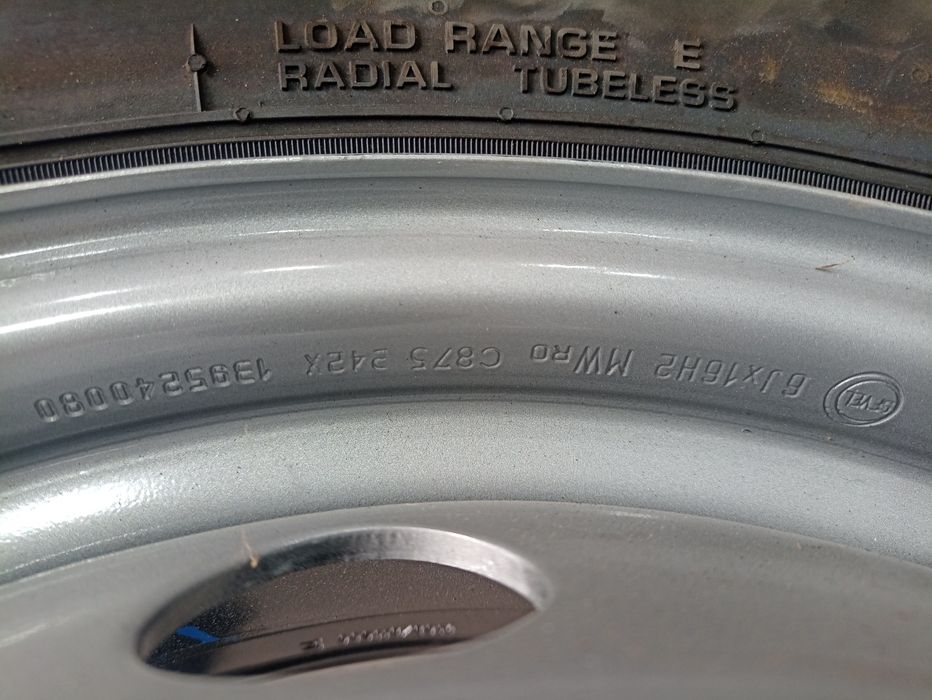 LOAD RANGE E
RADIAL TUBELESS
6Jx16H2 MWRO C875 242X 1395240080